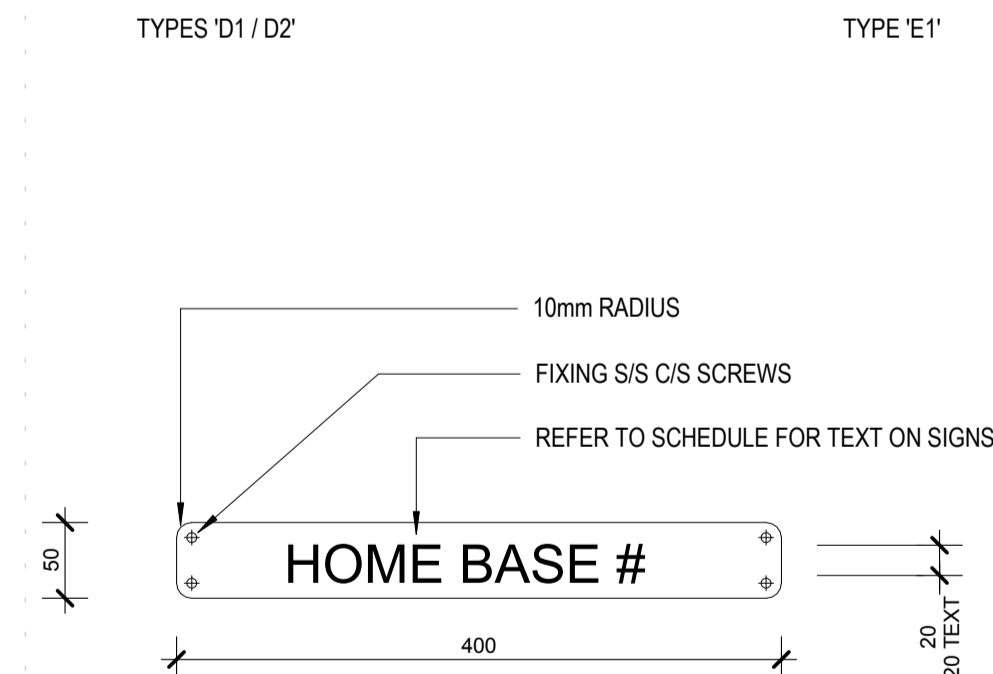 TYPES 'D1 / D2'
TYPE 'E1'
10mm RADIUS
FIXING S/S C/S SCREWS
REFER TO SCHEDULE FOR TEXT ON SIGNS
50
HOME BASE #
400
20
20 TEXT